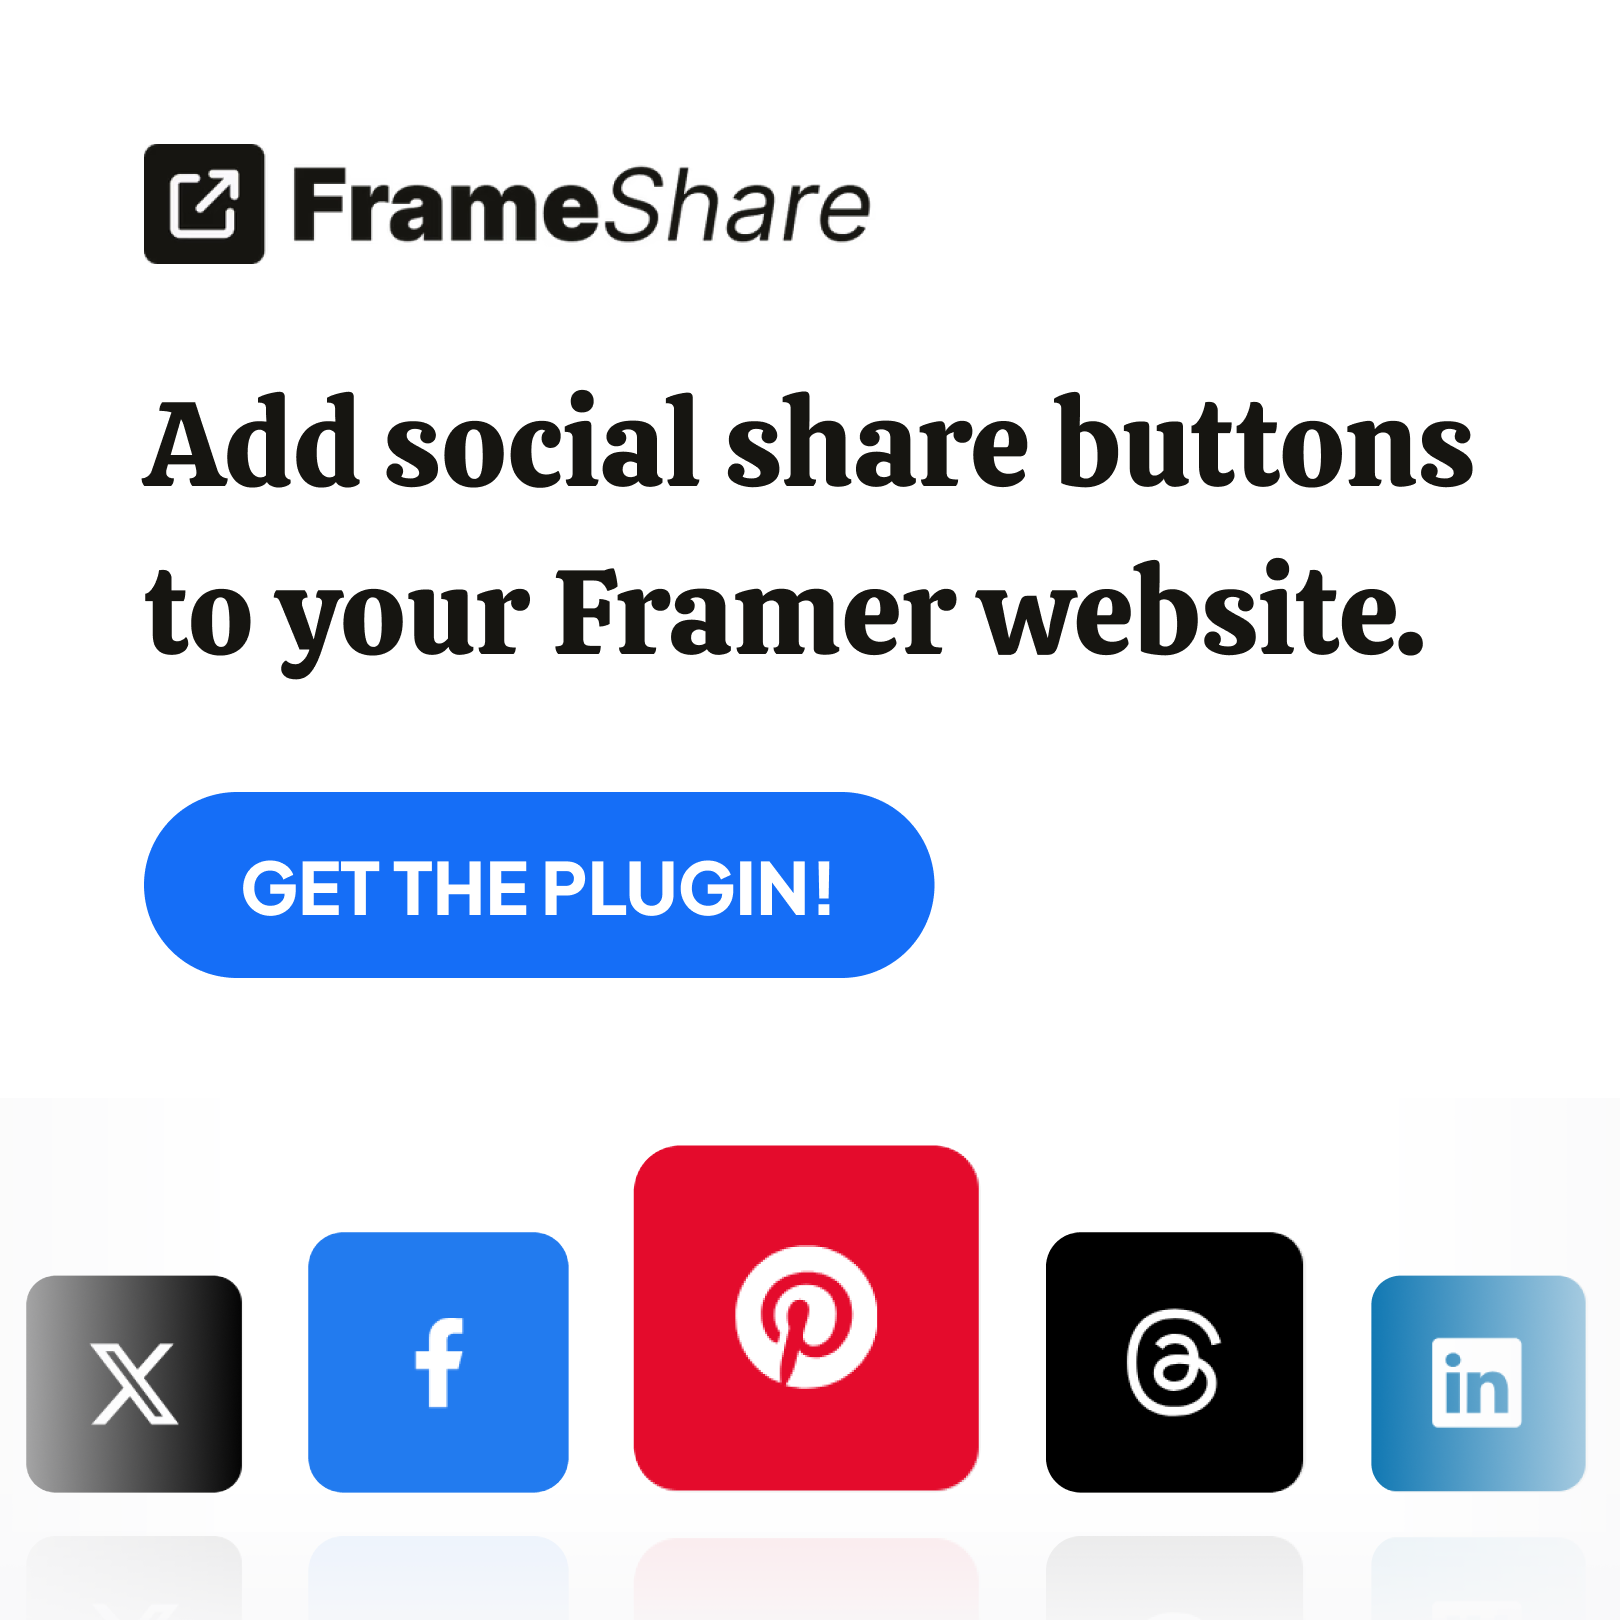 FrameShare
Add social share buttons
to your Framer website.
GET THE PLUGIN!
X
f
in